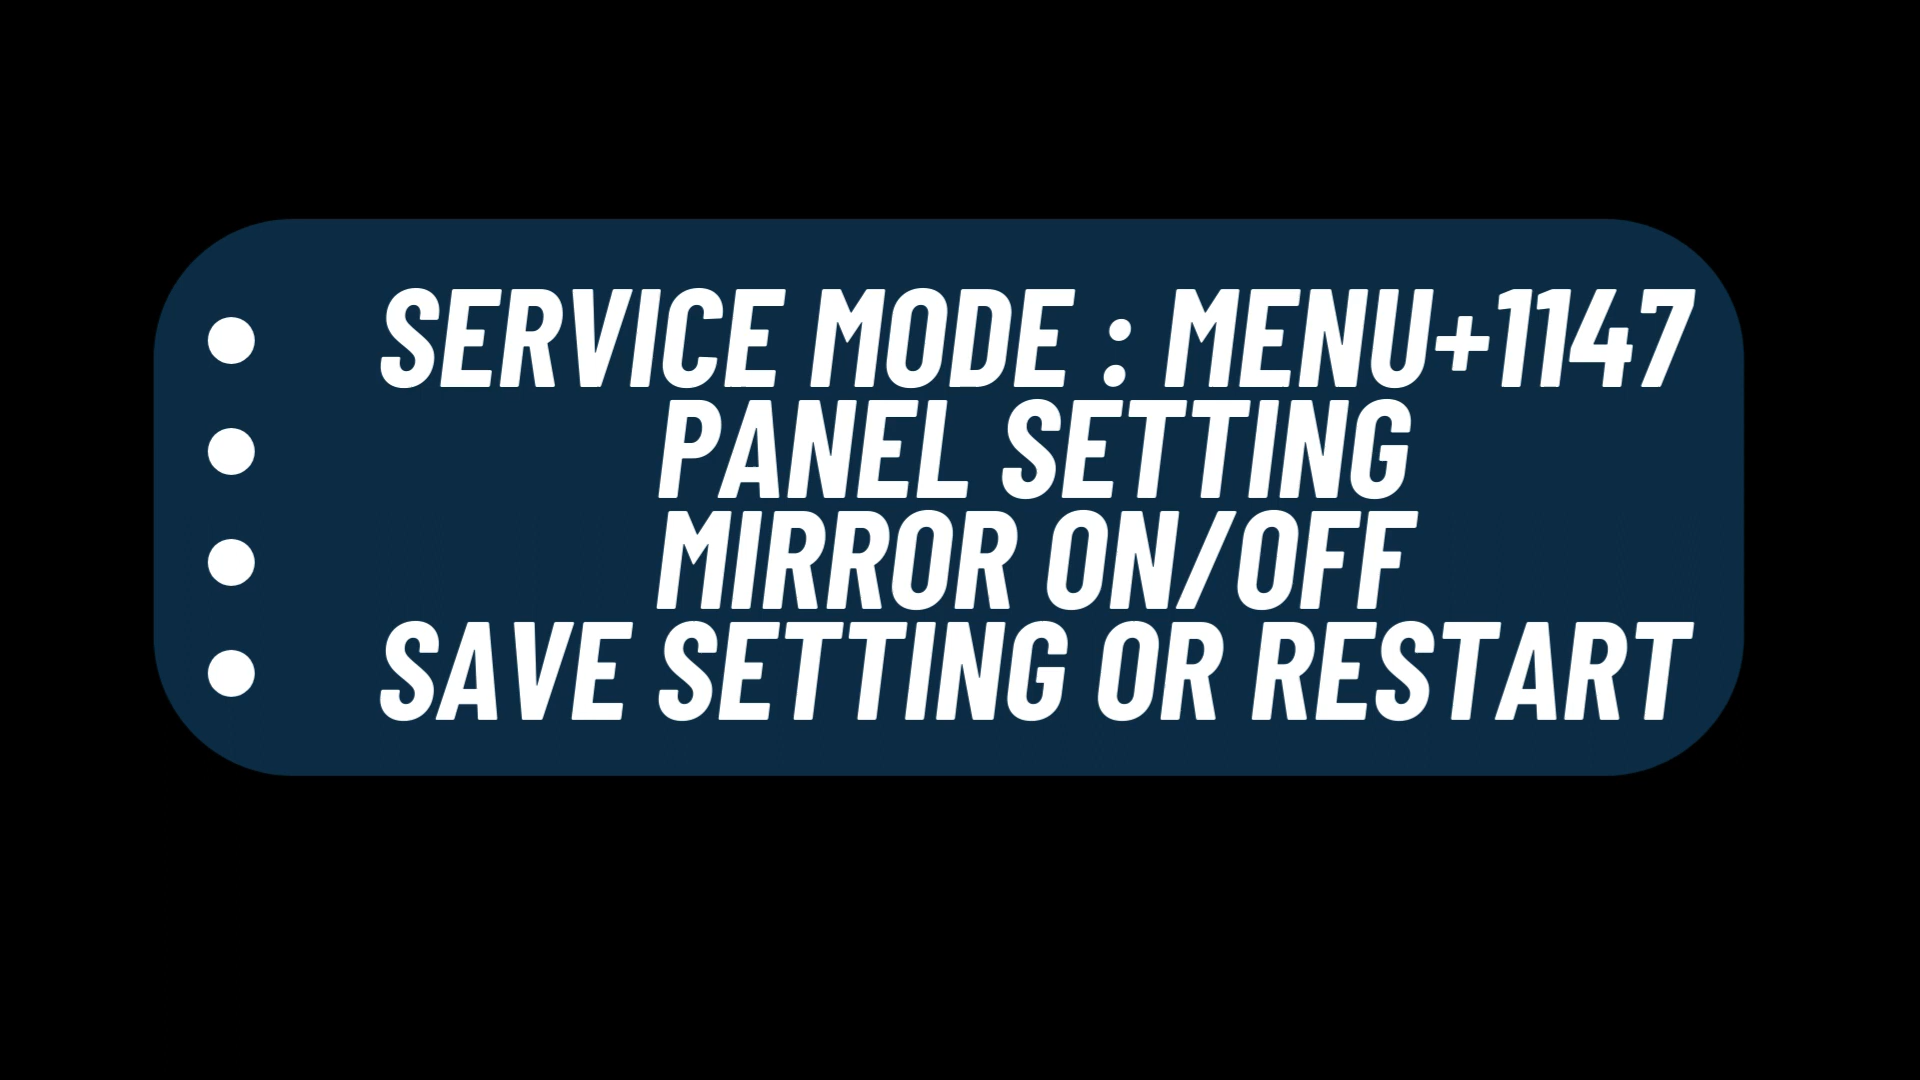 SERVICE MODE : MENU+1147
PANEL SETTING
MIRROR ON/OFF
SAVE SETTING OR RESTART